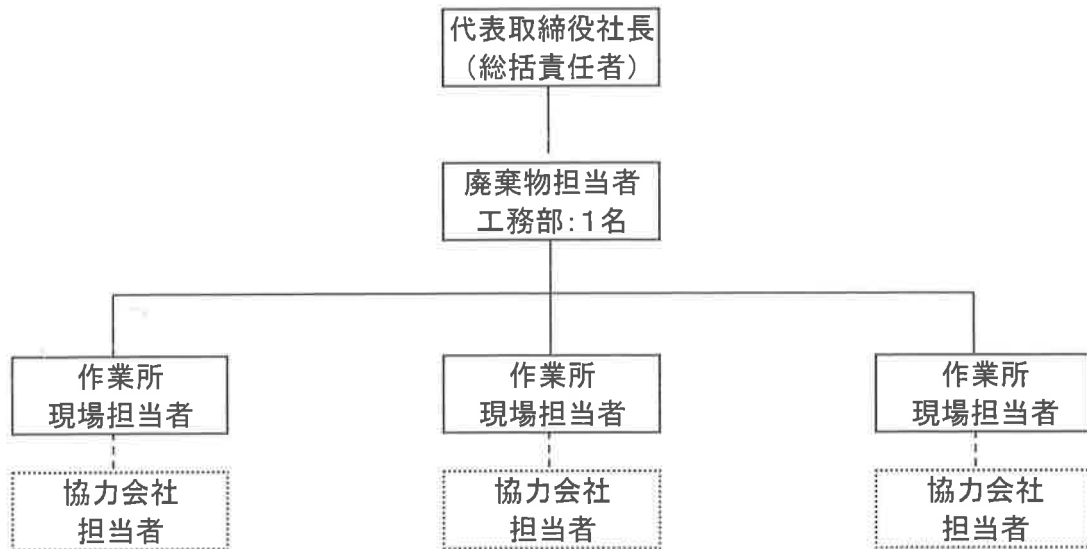 代表取締役社長
（総括責任者）
廃棄物担当者
工務部：１名
作業所
現場担当者
作業所
現場担当者
作業所
現場担当者
協力会社
担当者
協力会社
担当者
協力会社
担当者